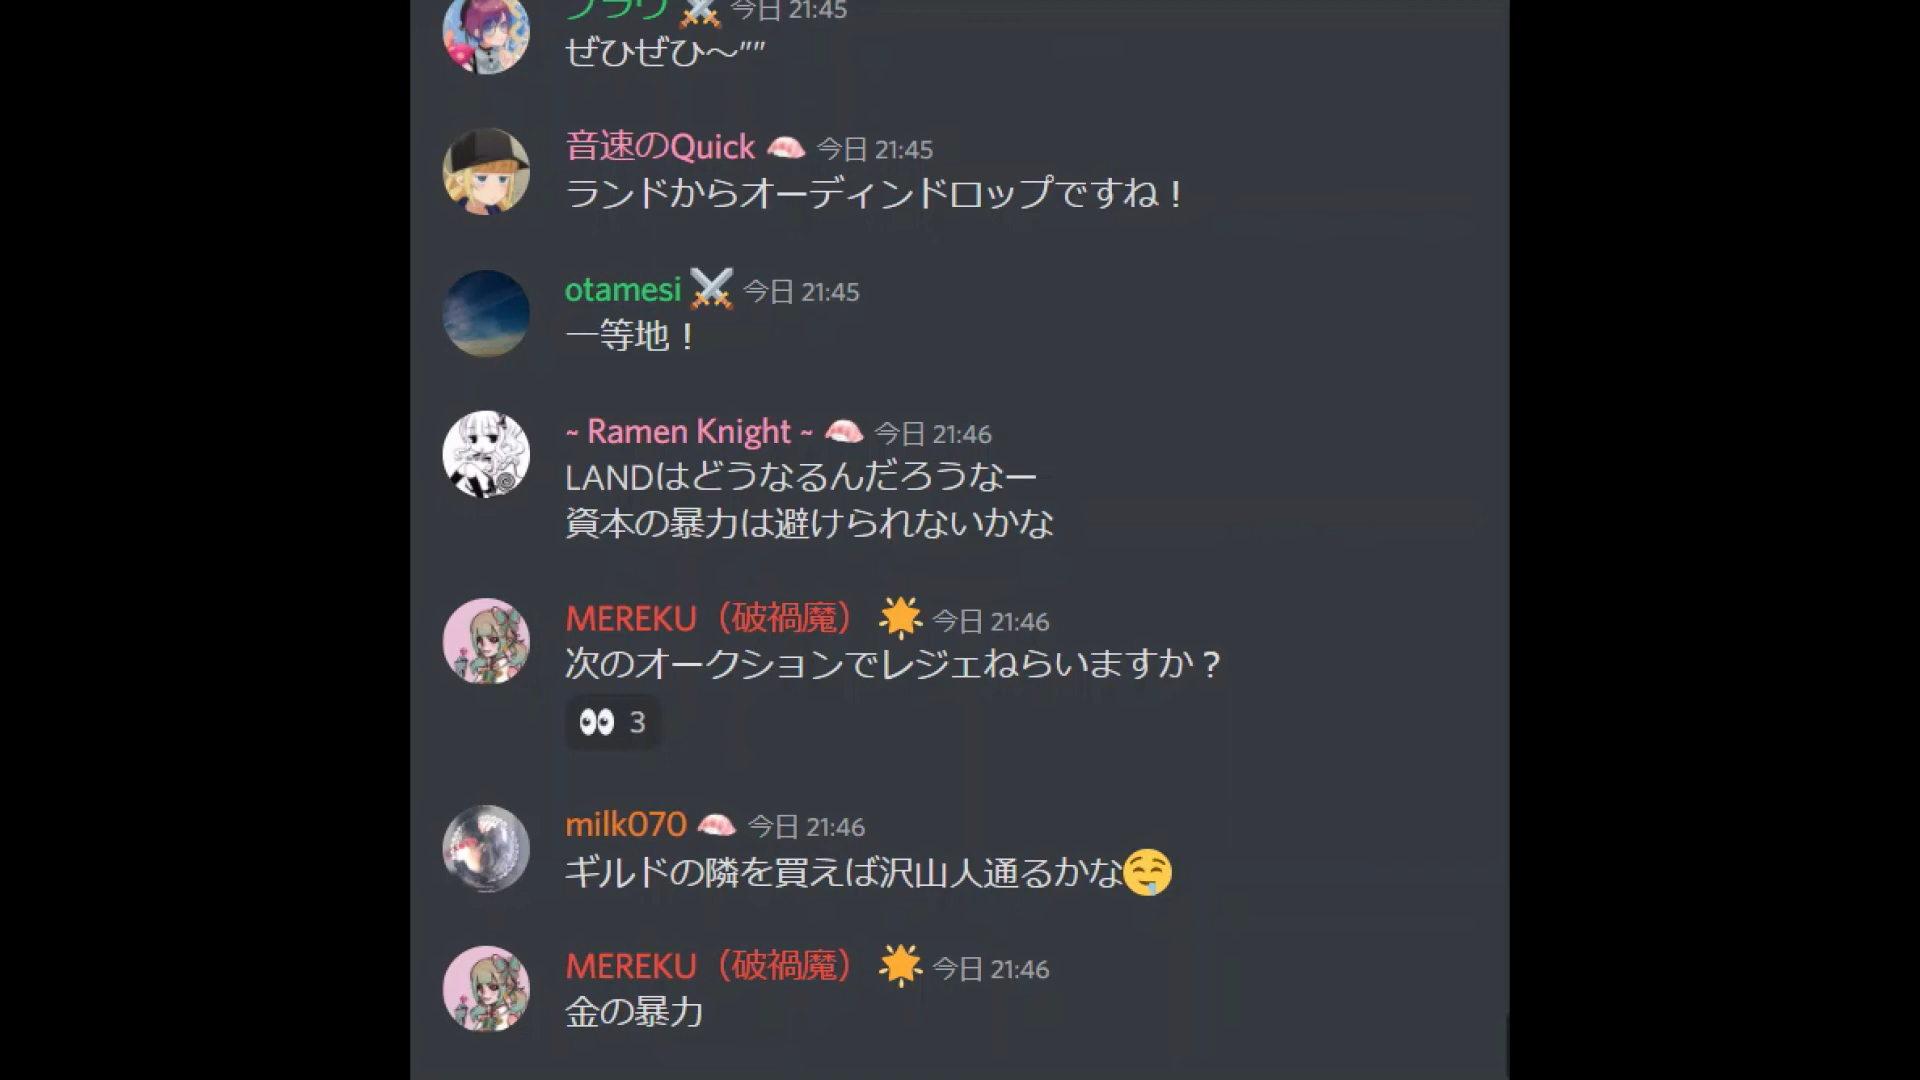 フラワ 今日 21:45
ぜひぜひ～””
音速のQuick 今日 21:45
ランドからオーディンドロップですね！
otamesi 今日 21:45
一等地！
~ Ramen Knight ~ 今日 21:46
LANDはどうなるんだろうなー
資本の暴力は避けられないかな
MEREKU（破禍魔） 今日 21:46
次のオークションでレジェねらいますか？
3
milk070 今日 21:46
ギルドの隣を買えば沢山人通るかな
MEREKU（破禍魔） 今日 21:46
金の暴力